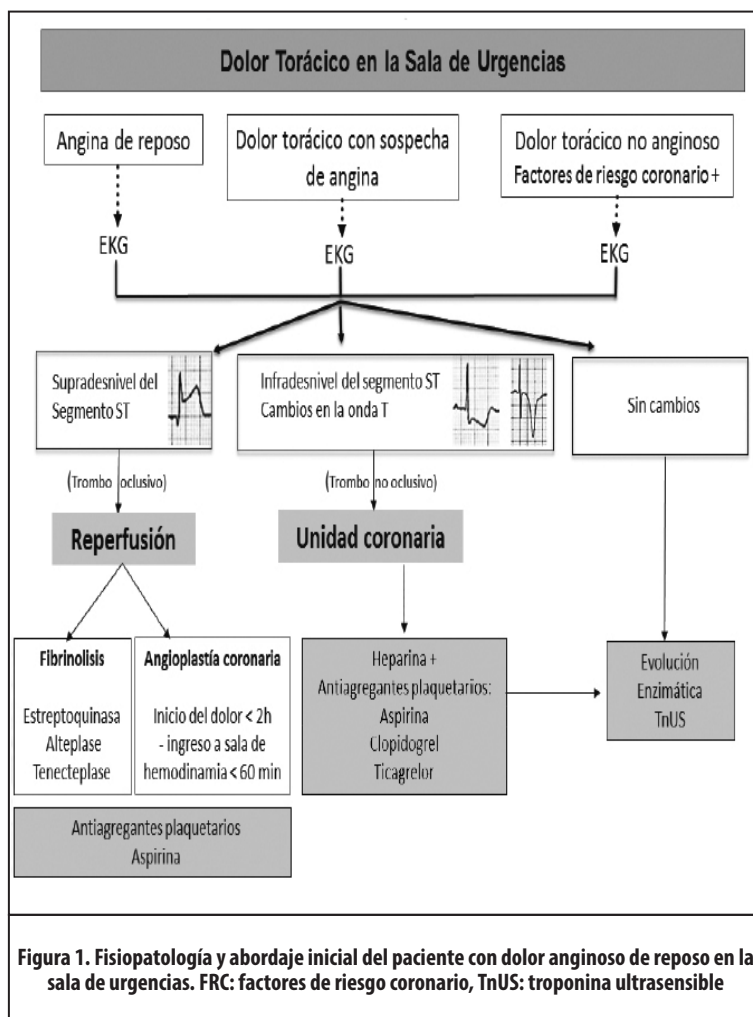 Dolor Torácico en la Sala de Urgencias
Angina de reposo
Dolor torácico con sospecha
de angina
Dolor torácico no anginoso
Factores de riesgo coronario +
EKG
EKG
EKG
Supradesnivel del
Segmento ST
Infradesnivel del segmento ST
Cambios en la onda T
Sin cambios
(Trombo oclusivo)
(Trombo no oclusivo)
Reperfusión
Unidad coronaria
Fibrinolisis
Estreptoquinasa
Alteplase
Tenecteplase
Angioplastía coronaria
Inicio del dolor < 2h
- ingreso a sala de
hemodinamia < 60 min
Heparina +
Antiagregantes plaquetarios:
Aspirina
Clopidogrel
Ticagrelor
Evolución
Enzimática
TnUS
Antiagregantes plaquetarios
Aspirina
Figura 1. Fisiopatología y abordaje inicial del paciente con dolor anginoso de reposo en la
sala de urgencias. FRC: factores de riesgo coronario, TnUS: troponina ultrasensible